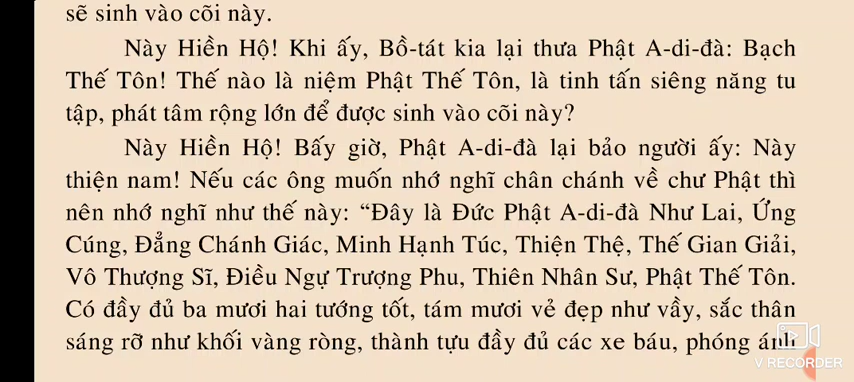 sẽ sinh vào cõi này.
Này Hiền Hộ! Khi ấy, Bồ-tát kia lại thưa Phật A-di-đà: Bạch
Thế Tôn! Thế nào là niệm Phật Thế Tôn, là tinh tấn siêng năng tu
tập, phát tâm rộng lớn để được sinh vào cõi này?
Này Hiền Hộ! Bấy giờ, Phật A-di-đà lại bảo người ấy: Này
thiện nam! Nếu các ông muốn nhớ nghĩ chân chánh về chư Phật thì
nên nhớ nghĩ như thế này: “Đây là Đức Phật A-di-đà Như Lai, Ứng
Cúng, Đẳng Chánh Giác, Minh Hạnh Túc, Thiện Thệ, Thế Gian Giải,
Vô Thượng Sĩ, Điều Ngự Trượng Phu, Thiên Nhân Sư, Phật Thế Tôn.
Có đầy đủ ba mươi hai tướng tốt, tám mươi vẻ đẹp như vầy, sắc thân
sáng rỡ như khối vàng ròng, thành tựu đầy đủ các xe báu, phóng ánh
V RECORDER